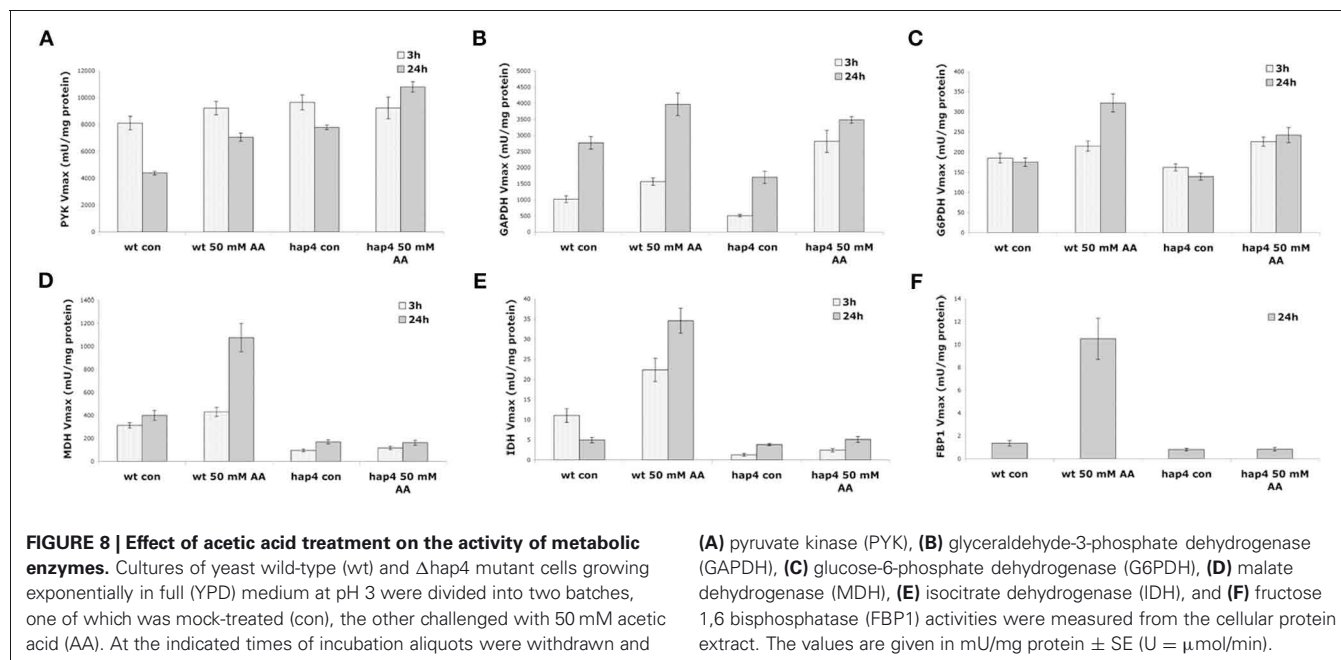 A
PYK Vmax (mU/mg protein)
12000
10000
8000
6000
4000
2000
0
3h
24h
wt con
wt 50 mM AA
hap4 con
hap4 50 mM
AA
B
GAPDH Vmax (mU/mg protein)
5000
4500
4000
3500
3000
2500
2000
1500
1000
500
0
3h
24h
wt con
wt 50 mM AA
hap4 con
hap4 50 mM
AA
C
G6PDH Vmax (mU/mg protein)
400
350
300
250
200
150
100
50
0
3h
24h
wt con
wt 50 mM AA
hap4 con
hap4 50 mM
AA
D
MDH Vmax (mU/mg protein)
1400
1200
1000
800
600
400
200
0
3h
24h
wt con
wt 50 mM AA
hap4 con
hap4 50 mM
AA
E
IDH Vmax (mU/mg protein)
40
35
30
25
20
15
10
5
0
3h
24h
wt con
wt 50 mM AA
hap4 con
hap4 50 mM
AA
F
FBP1 Vmax (mU/mg protein)
14
12
10
8
6
4
2
0
24h
wt con
wt 50 mM AA
hap4 con
hap4 50 mM
AA
FIGURE 8 | Effect of acetic acid treatment on the activity of metabolic
enzymes. Cultures of yeast wild-type (wt) and Δhap4 mutant cells growing
exponentially in full (YPD) medium at pH 3 were divided into two batches,
one of which was mock-treated (con), the other challenged with 50 mM acetic
acid (AA). At the indicated times of incubation aliquots were withdrawn and
(A) pyruvate kinase (PYK), (B) glyceraldehyde-3-phosphate dehydrogenase
(GAPDH), (C) glucose-6-phosphate dehydrogenase (G6PDH), (D) malate
dehydrogenase (MDH), (E) isocitrate dehydrogenase (IDH), and (F) fructose
1,6 bisphosphatase (FBP1) activities were measured from the cellular protein
extract. The values are given in mU/mg protein ± SE (U = μmol/min).